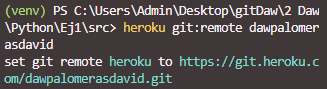 (venv) PS C:\Users\Admin\Desktop\gitDaw\2 Daw
\Python\Ej1\src> heroku git:remote dawpalomer
asdavid
set git remote heroku to https://git.heroku.c
om/dawpalomerasdavid.git